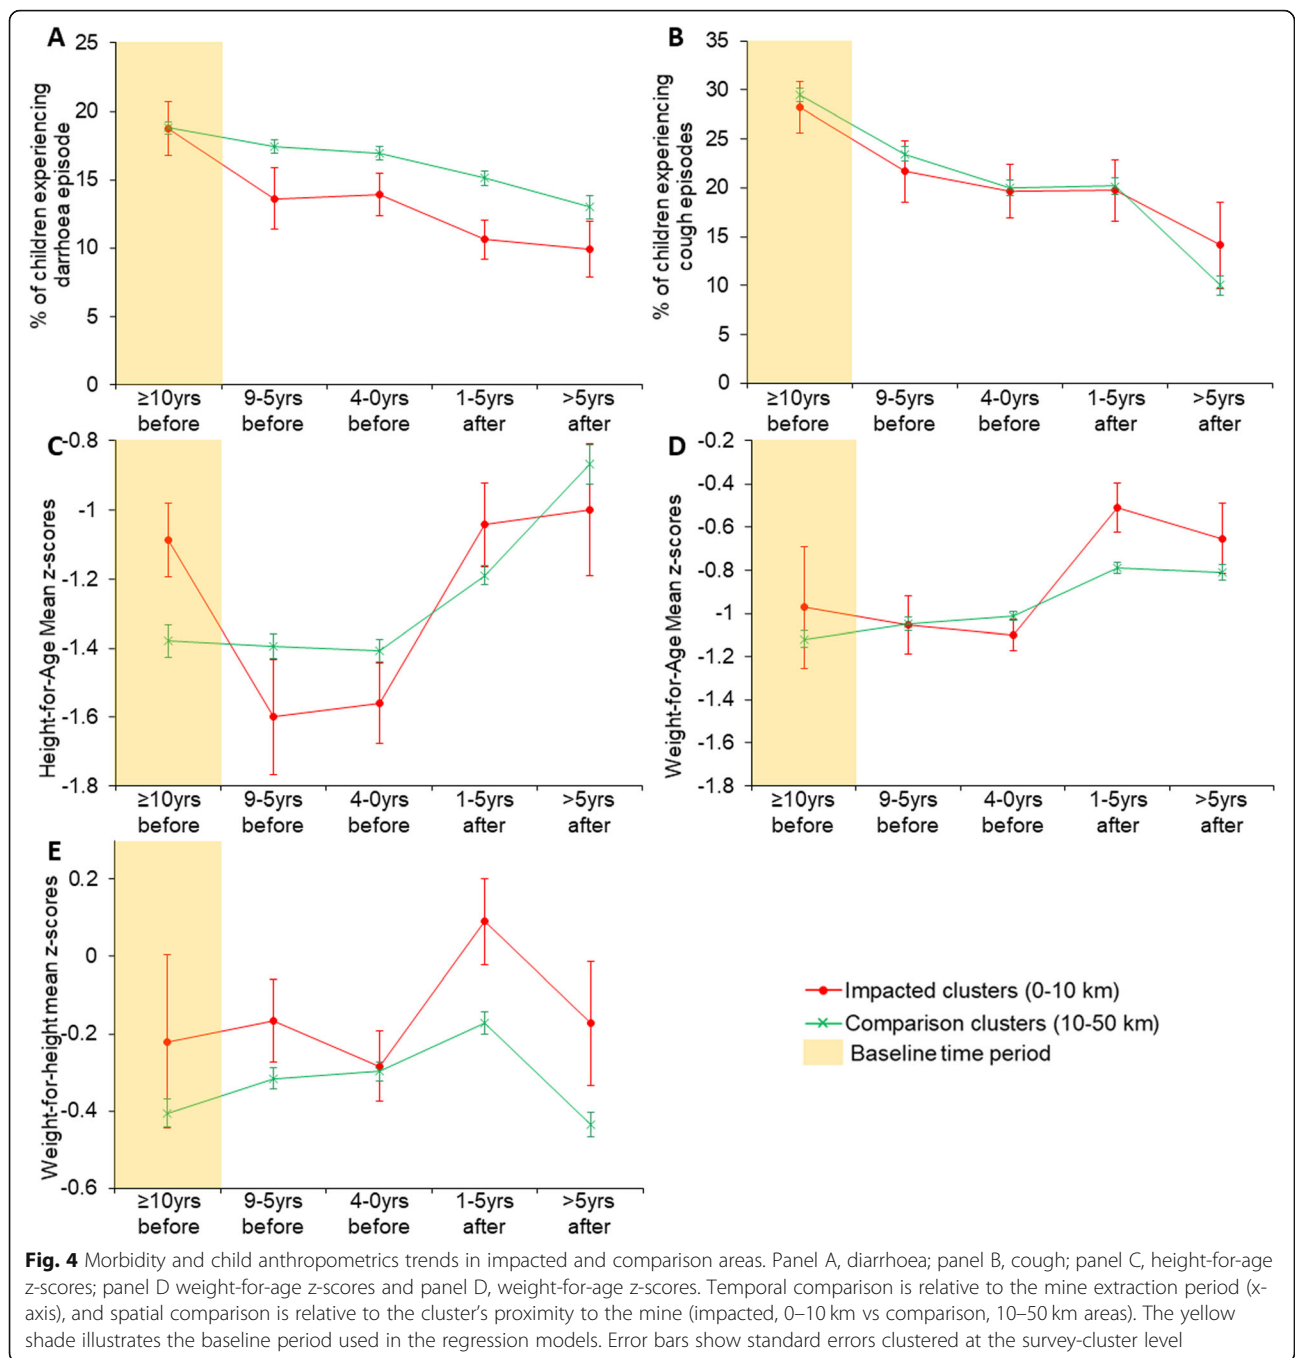 A
% of children experiencing
darrhoea episode
25
20
15
10
5
0
≥10yrs before
9-5yrs before
4-0yrs before
1-5yrs after
>5yrs after
B
% of children experiencing
cough episodes
35
30
25
20
15
10
5
0
≥10yrs before
9-5yrs before
4-0yrs before
1-5yrs after
>5yrs after
C
Height-for-Age Mean z-scores
-0.8
-1
-1.2
-1.4
-1.6
-1.8
≥10yrs before
9-5yrs before
4-0yrs before
1-5yrs after
>5yrs after
D
Weight-for-Age Mean z-scores
-0.2
-0.4
-0.6
-0.8
-1
-1.2
-1.4
-1.6
-1.8
≥10yrs before
9-5yrs before
4-0yrs before
1-5yrs after
>5yrs after
E
Weight-for-height mean z-scores
0.2
0
-0.2
-0.4
-0.6
≥10yrs before
9-5yrs before
4-0yrs before
1-5yrs after
>5yrs after
Impacted clusters (0-10 km)
Comparison clusters (10-50 km)
Baseline time period
Fig. 4 Morbidity and child anthropometrics trends in impacted and comparison areas. Panel A, diarrhoea; panel B, cough; panel C, height-for-age
z-scores; panel D weight-for-age z-scores and panel D, weight-for-age z-scores. Temporal comparison is relative to the mine extraction period (x-
axis), and spatial comparison is relative to the cluster's proximity to the mine (impacted, 0–10 km vs comparison, 10–50 km areas). The yellow
shade illustrates the baseline period used in the regression models. Error bars show standard errors clustered at the survey-cluster level